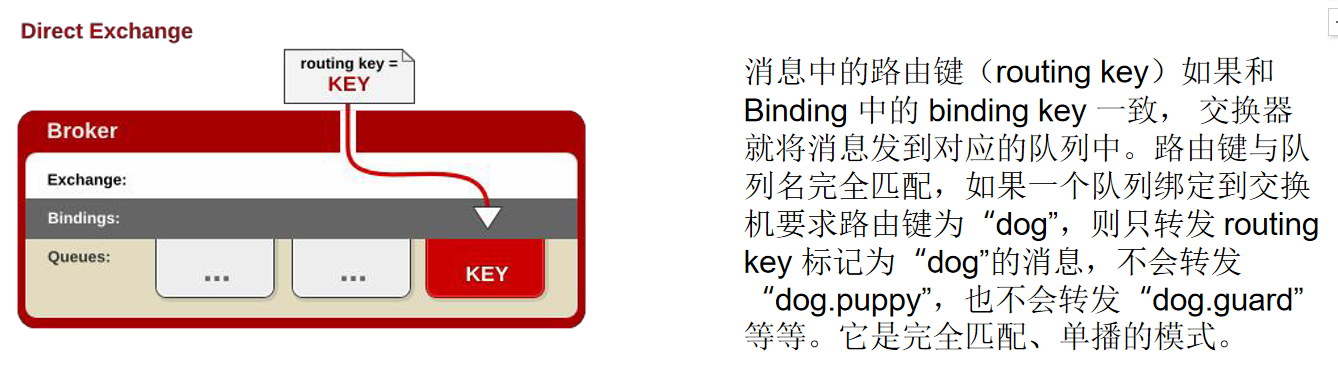 Direct Exchange
routing key =
KEY
Broker
Exchange:
Bindings:
Queues:
...
...
KEY
消息中的路由键（routing key）如果和
Binding 中的 binding key 一致， 交换器
就将消息发到对应的队列中。路由键与队
列名完全匹配，如果一个队列绑定到交换
机要求路由键为“dog”，则只转发 routing
key 标记为“dog”的消息，不会转发
“dog.puppy”，也不会转发“dog.guard”
等等。它是完全匹配、单播的模式。